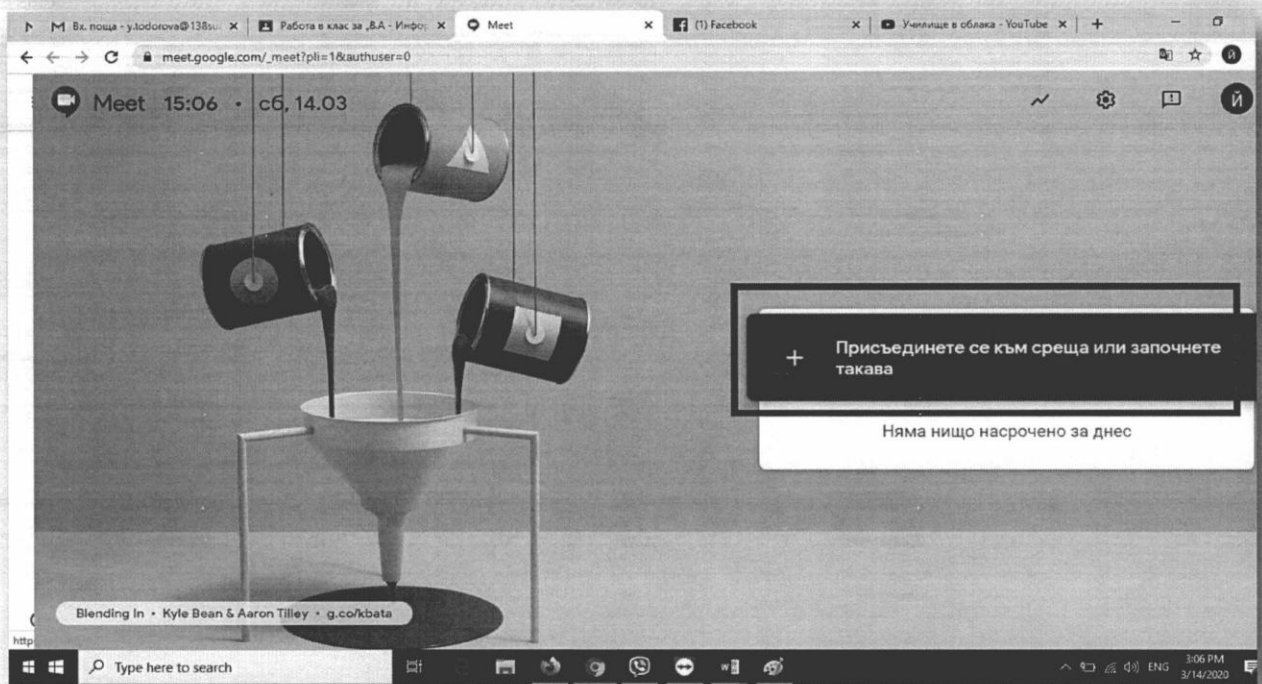 Вх. поща - y.todorova@138su
Работа в клас за „8.А - Инфо
Meet
(1) Facebook
Училище в облака - YouTube
meet.google.com/_meet?pli=1&authuser=0
Meet 15:06 • сб, 14.03
Й
Присъединете се към среща или започнете
такава
Няма нищо насрочено за днес
Blending In • Kyle Bean & Aaron Tilley • g.co/kbata
http
Type here to search
ENG
3:06 PM
3/14/2020